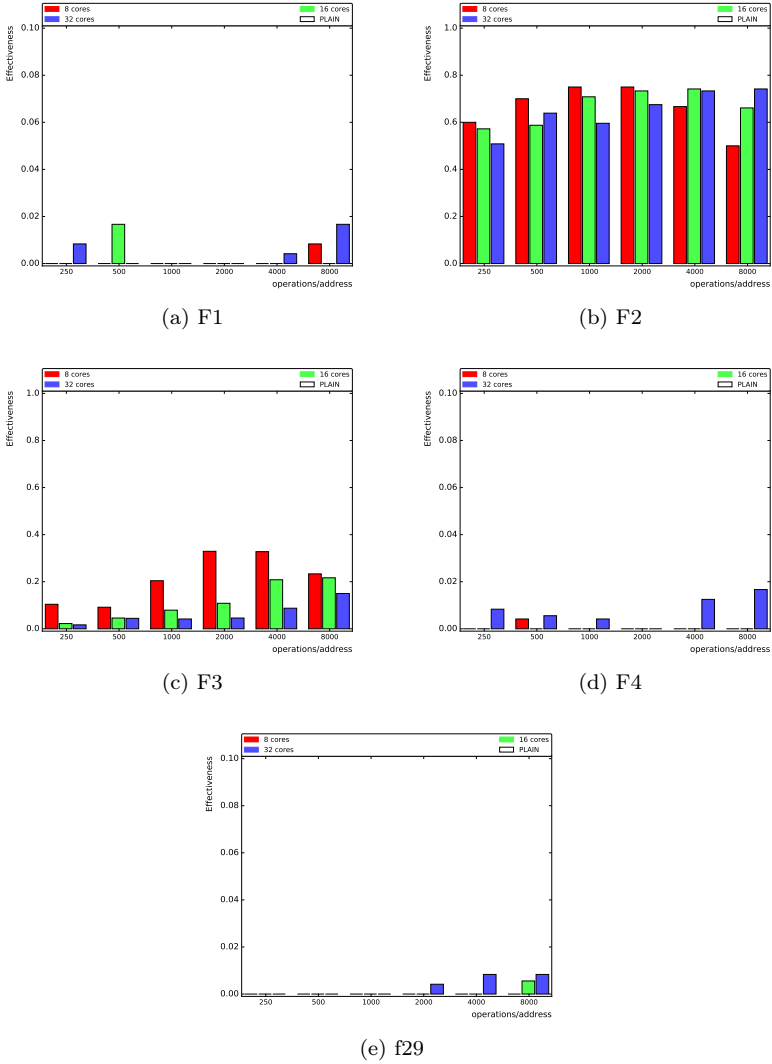 8 cores 16 cores
32 cores PLAIN
Effectiveness
0.10
0.08
0.06
0.04
0.02
0.00
250 500 1000 2000 4000 8000
operations/address
(a) F1
8 cores 16 cores
32 cores PLAIN
Effectiveness
1.0
0.8
0.6
0.4
0.2
0.0
250 500 1000 2000 4000 8000
operations/address
(b) F2
8 cores 16 cores
32 cores PLAIN
Effectiveness
1.0
0.8
0.6
0.4
0.2
0.0
250 500 1000 2000 4000 8000
operations/address
(c) F3
8 cores 16 cores
32 cores PLAIN
Effectiveness
0.10
0.08
0.06
0.04
0.02
0.00
250 500 1000 2000 4000 8000
operations/address
(d) F4
8 cores 16 cores
32 cores PLAIN
Effectiveness
0.10
0.08
0.06
0.04
0.02
0.00
250 500 1000 2000 4000 8000
operations/address
(e) f29